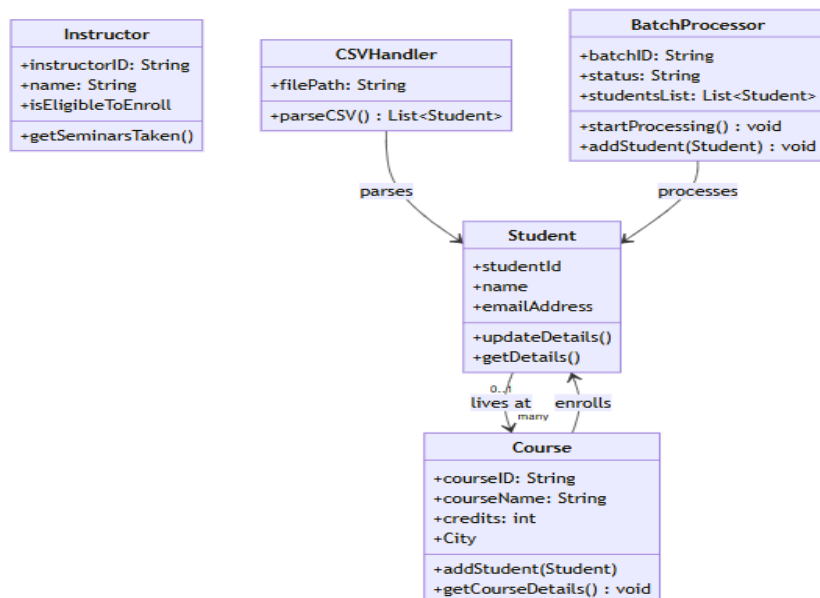 Instructor
+instructorID: String
+name: String
+isEligibleToEnroll
+getSeminarsTaken()
CSVHandler
+filePath: String
+parseCSV() : List<Student>
BatchProcessor
+batchID: String
+status: String
+studentsList: List<Student>
+startProcessing() : void
+addStudent(Student) : void
parses
processes
Student
+studentId
+name
+emailAddress
+updateDetails()
+getDetails()
0..1
lives at
enrolls
many
Course
+courseID: String
+courseName: String
+credits: int
+City
+addStudent(Student)
+getCourseDetails() : void